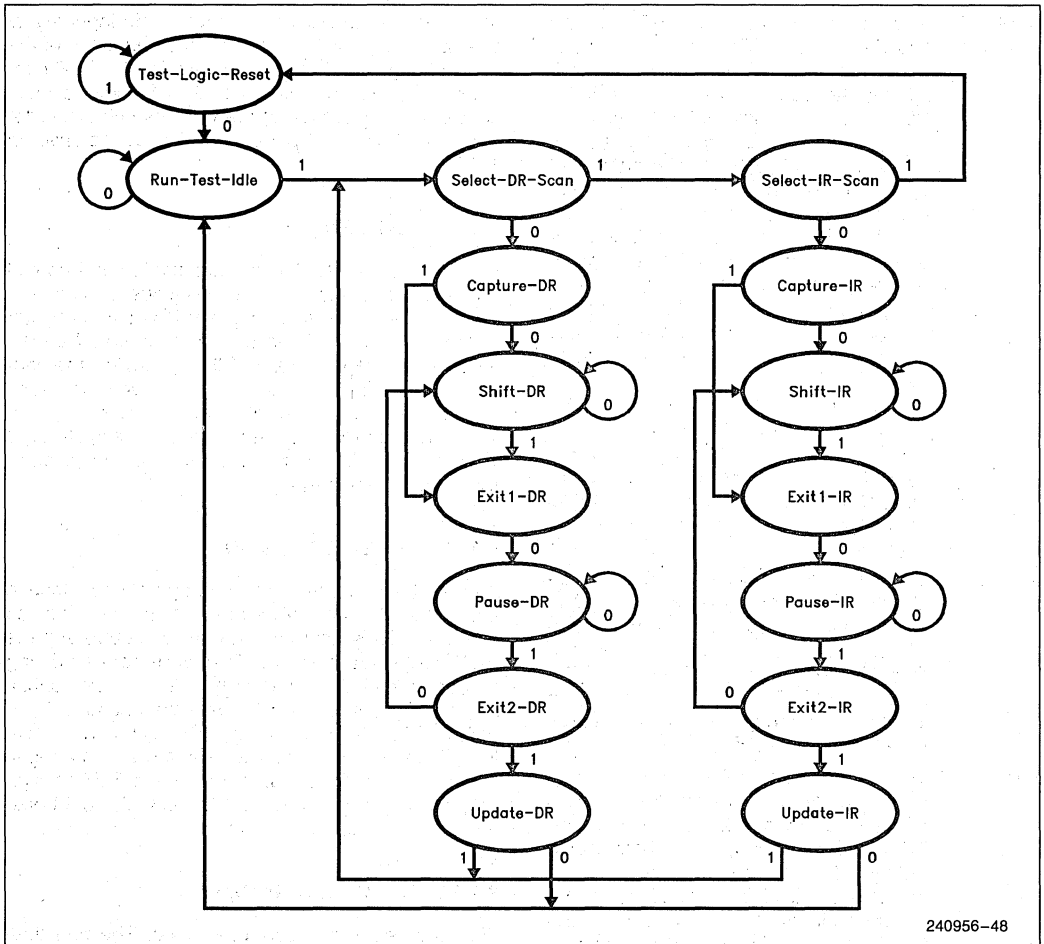 Test-Logic-Reset
1
0
Run-Test-Idle
0
1
Select-DR-Scan
1
Select-IR-Scan
1
0
0
1
Capture-DR
1
Capture-IR
0
0
Shift-DR
0
Shift-IR
0
1
1
Exit1-DR
Exit1-IR
0
0
Pause-DR
0
Pause-IR
0
1
1
0
Exit2-DR
0
Exit2-IR
1
1
Update-DR
Update-IR
1
0
1
0
240956-48